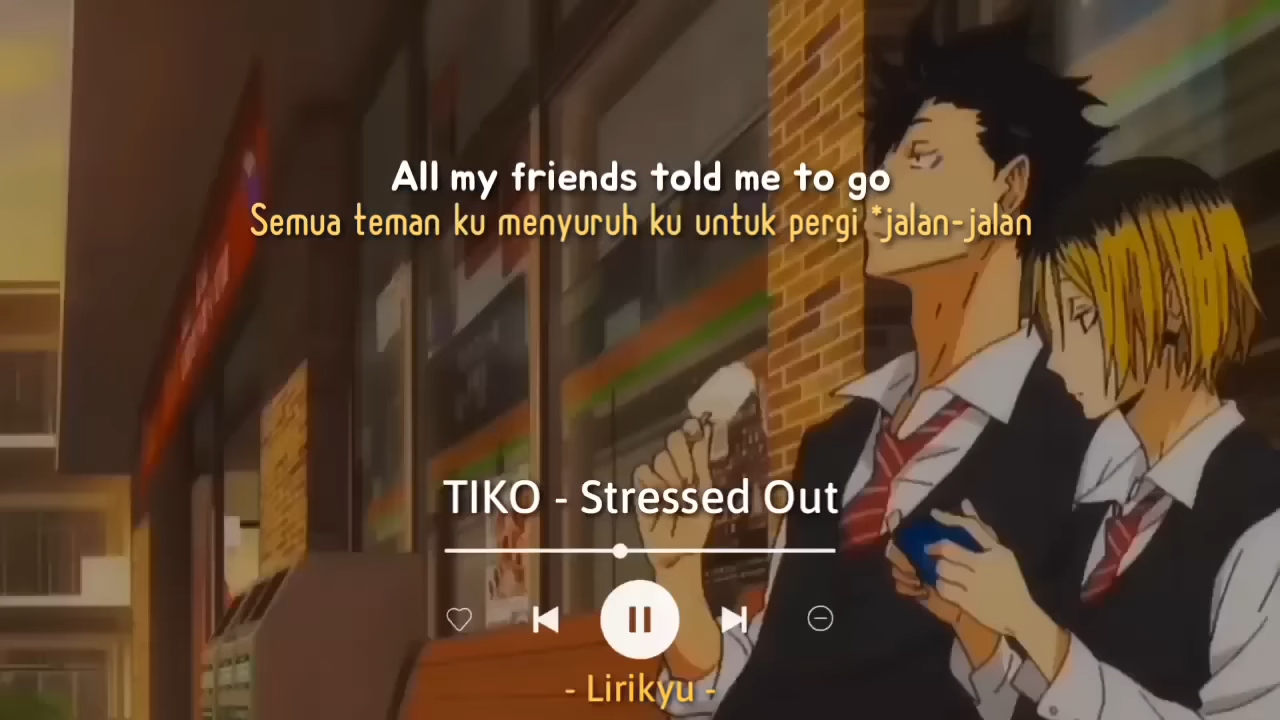 All my friends told me to go
Semua teman ku menyuruh ku untuk pergi *jalan-jalan
TIKO - Stressed Out
- Lirikyu -